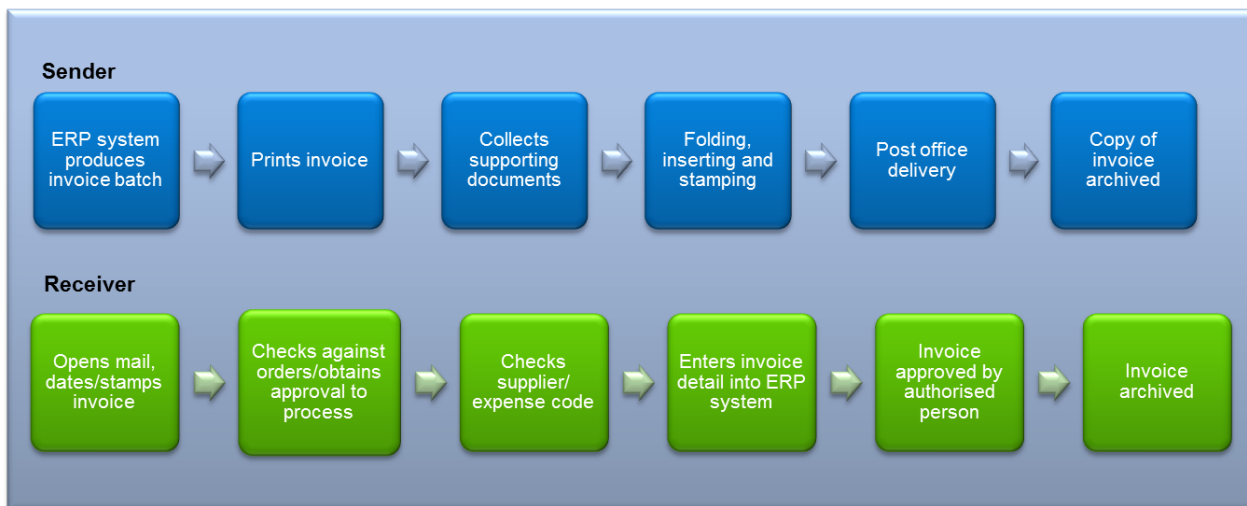 Sender
ERP system
produces
invoice batch
Prints invoice
Collects
supporting
documents
Folding,
inserting and
stamping
Post office
delivery
Copy of
invoice
archived
Receiver
Opens mail,
dates/stamps
invoice
Checks against
orders/obtains
approval to
process
Checks
supplier/
expense code
Enters invoice
detail into ERP
system
Invoice
approved by
authorised
person
Invoice
archived